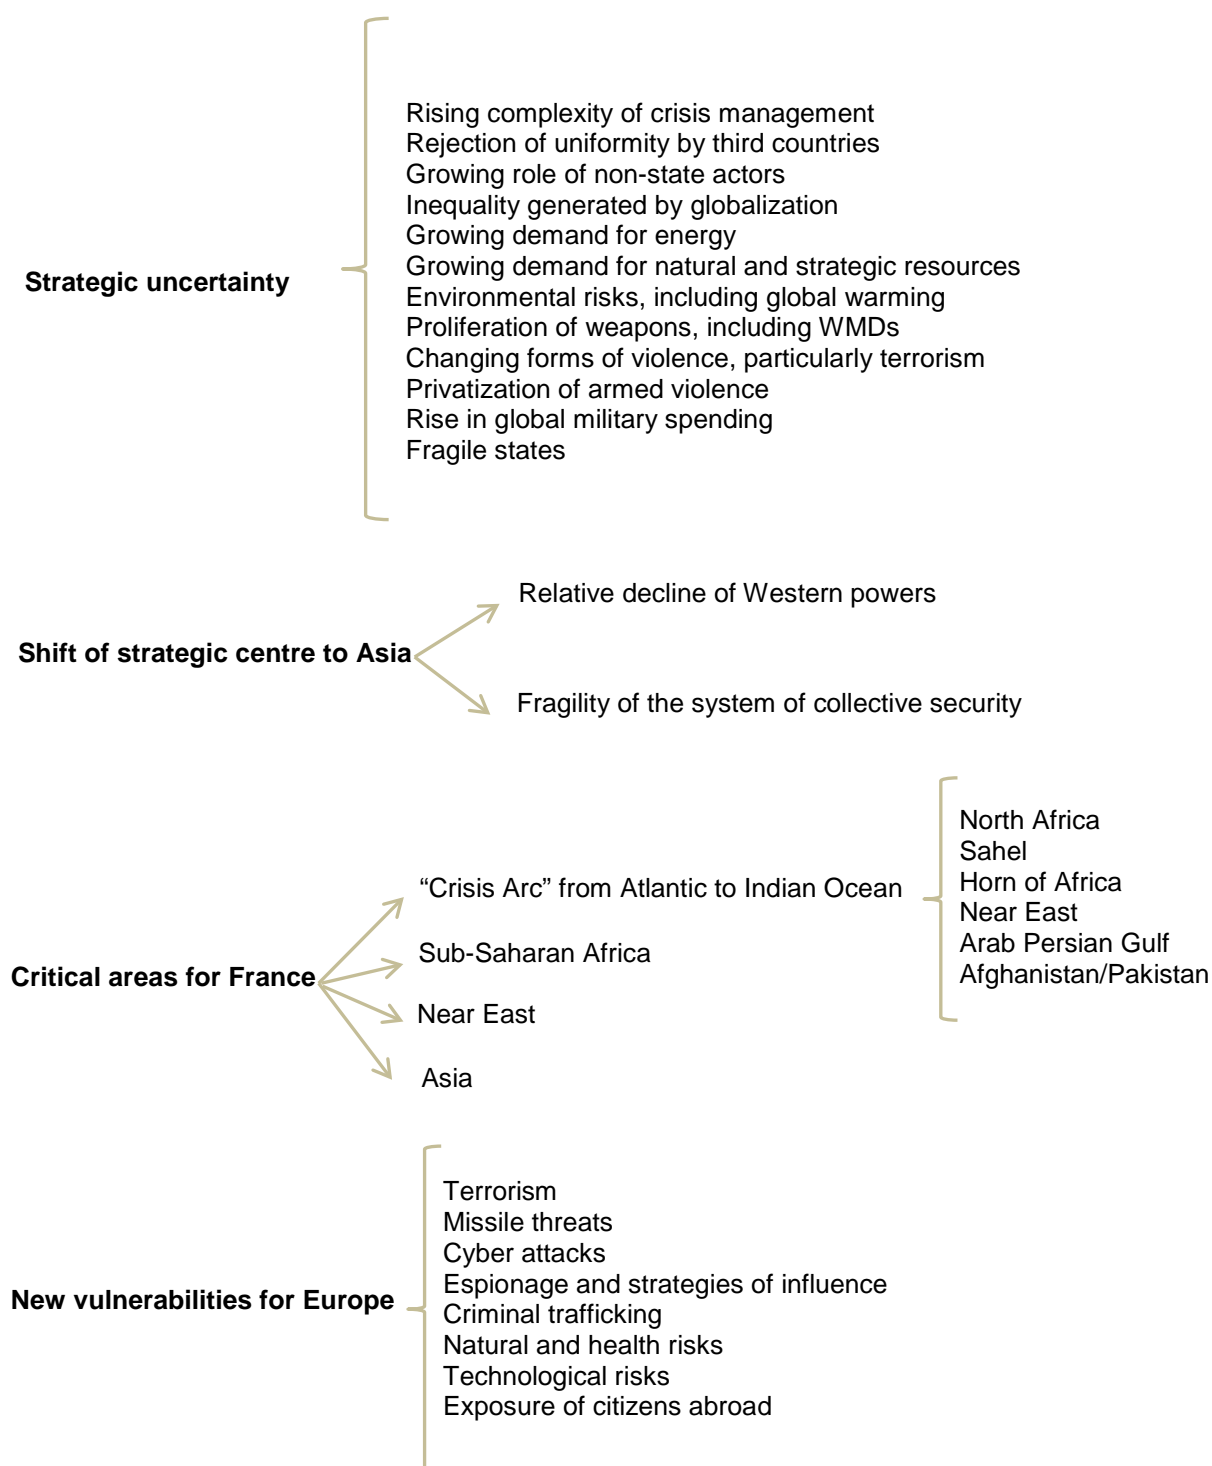 Strategic uncertainty
Rising complexity of crisis management
Rejection of uniformity by third countries
Growing role of non-state actors
Inequality generated by globalization
Growing demand for energy
Growing demand for natural and strategic resources
Environmental risks, including global warming
Proliferation of weapons, including WMDs
Changing forms of violence, particularly terrorism
Privatization of armed violence
Rise in global military spending
Fragile states
Shift of strategic centre to Asia
Relative decline of Western powers
Fragility of the system of collective security
Critical areas for France
“Crisis Arc” from Atlantic to Indian Ocean
North Africa
Sahel
Horn of Africa
Near East
Arab Persian Gulf
Afghanistan/Pakistan
Sub-Saharan Africa
Near East
Asia
New vulnerabilities for Europe
Terrorism
Missile threats
Cyber attacks
Espionage and strategies of influence
Criminal trafficking
Natural and health risks
Technological risks
Exposure of citizens abroad